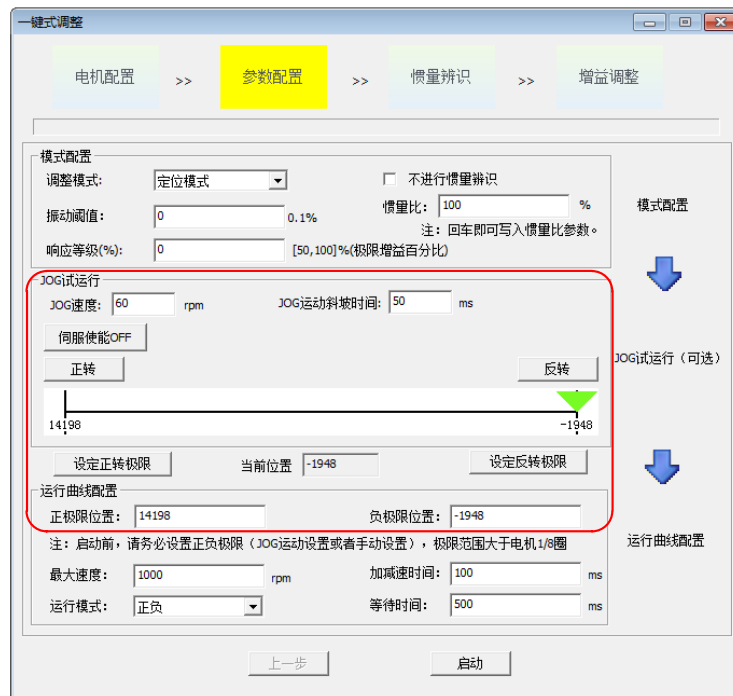 一键式调整
电机配置 >> 参数配置 >> 惯量辨识 >> 增益调整
模式配置
调整模式: 定位模式 不进行惯量辨识
惯量比: 100 % 模式配置
振动阈值: 0 0.1%
注：回车即可写入惯量比参数。
响应等级(%): 0 [50,100]%(极限增益百分比)
JOG试运行
JOG速度: 60 rpm JOG运动斜坡时间: 50 ms
伺服使能OFF
正转 反转 JOG试运行（可选）
14198 -1948
设定正转极限 当前位置 -1948 设定反转极限
运行曲线配置
正极限位置: 14198 负极限位置: -1948
注：启动前，请务必设置正负极限（JOG运动设置或者手动设置），极限范围大于电机1/8圈 运行曲线配置
最大速度: 1000 rpm 加减速时间: 100 ms
运行模式: 正负 等待时间: 500 ms
上一步 启动